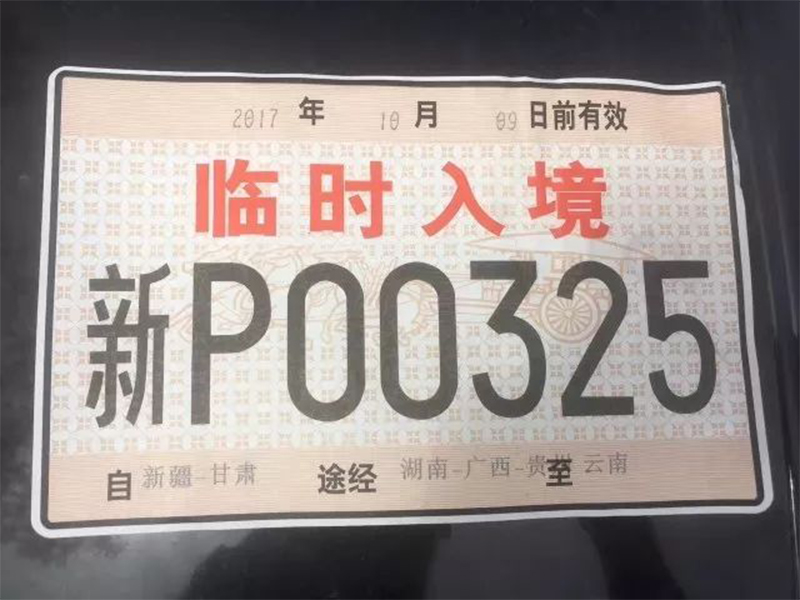 2017 年 10 月 09 日前有效
临时入境
新P00325
自 新疆-甘肃 途经 湖南-广西-贵州 至 云南